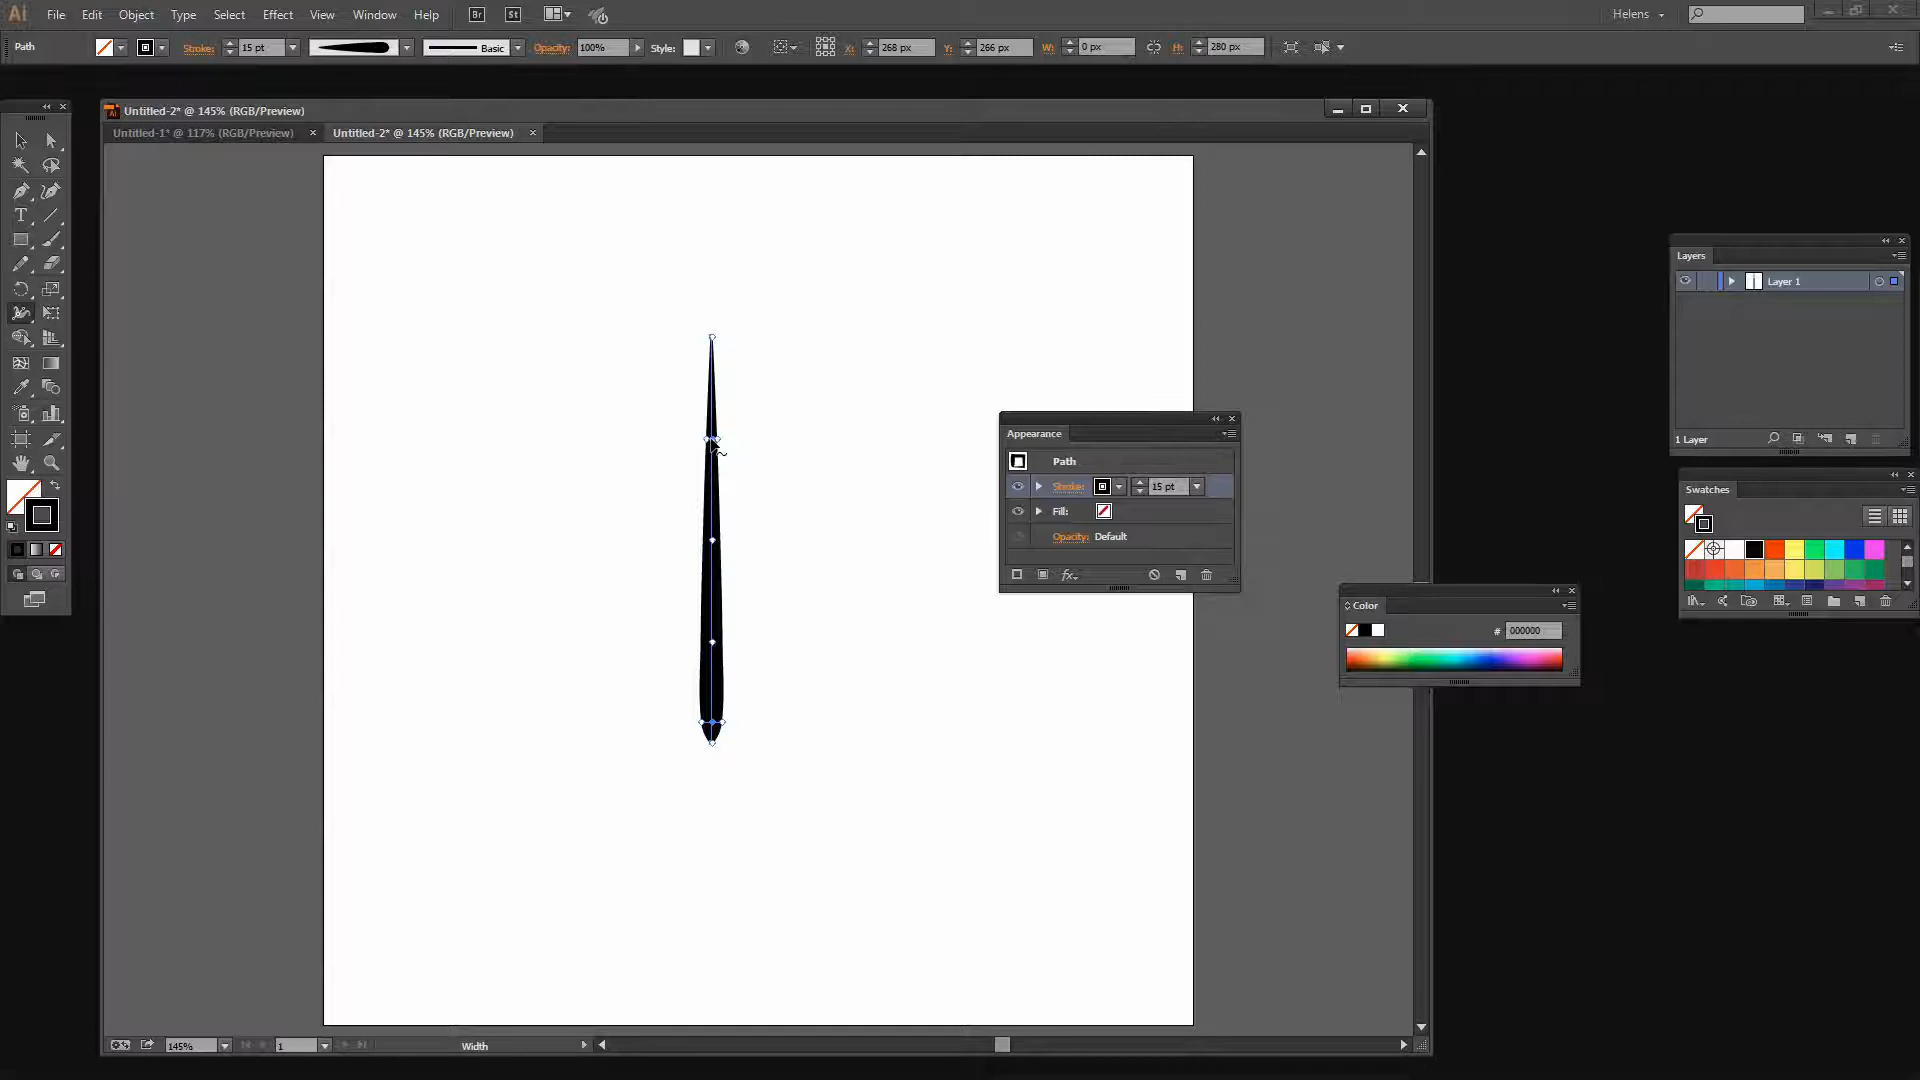 Ai File Edit Object Type Select Effect View Window Help Br St Helens
Path Stroke: 15 pt Basic Opacity: 100% Style: X: 268 px Y: 266 px W: 0 px H: 280 px
Untitled-2* @ 145% (RGB/Preview)
Untitled-1* @ 117% (RGB/Preview) × Untitled-2* @ 145% (RGB/Preview) ×
Layers
Layer 1
1 Layer
Appearance
Path
Stroke: 15 pt
Fill:
Opacity: Default
fx
Swatches
Color
# 000000
145% 1 Width